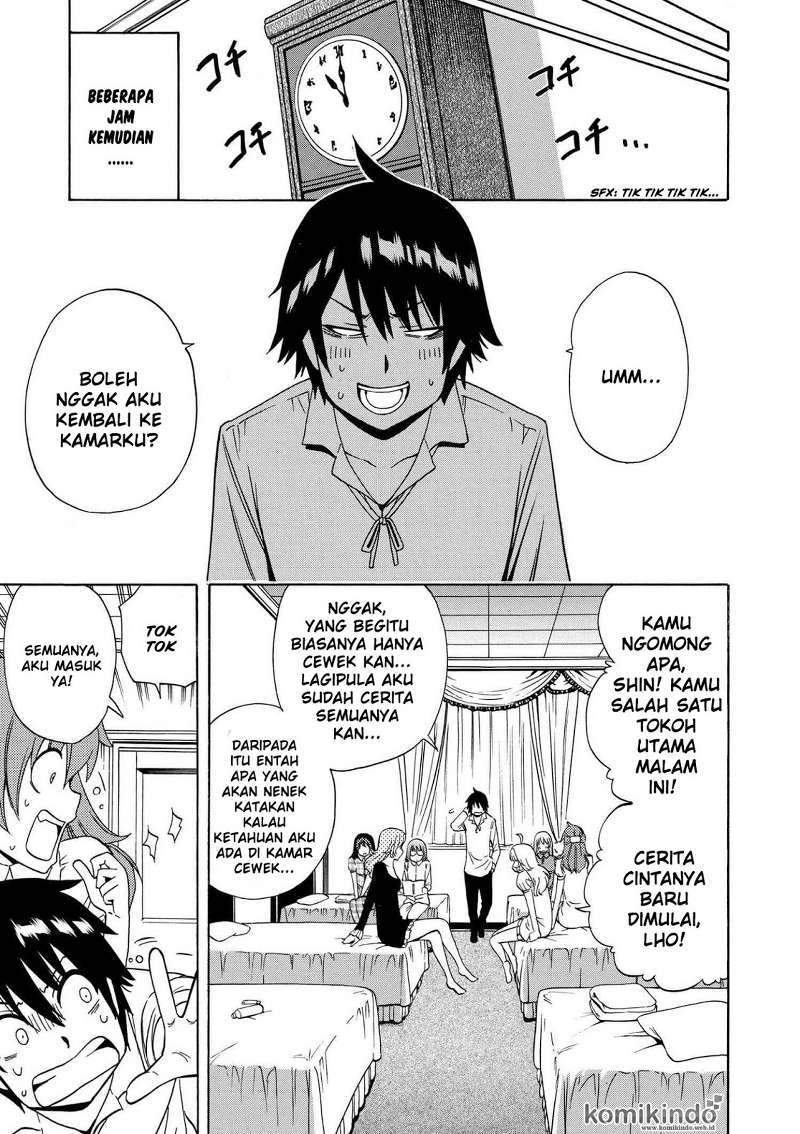 BEBERAPA
JAM
KEMUDIAN
......
コチ
コチ
コチ
コチ...
SFX: TIK TIK TIK TIK...
UMM...
BOLEH
NGGAK AKU
KEMBALI KE
KAMARKU?
KAMU
NGOMONG
APA,
SHIN! KAMU
SALAH SATU
TOKOH
UTAMA
MALAM
INI!
CERITA
CINTANYA
BARU
DIMULAI,
LHO!
NGGAK,
YANG BEGITU
BIASANYA HANYA
CEWEK KAN...
LAGIPULA AKU
SUDAH CERITA
SEMUANYA
KAN...
DARIPADA
ITU ENTAH
APA YANG
AKAN NENEK
KATAKAN
KALAU
KETAHUAN AKU
ADA DI KAMAR
CEWEK...
TOK
TOK
SEMUANYA,
AKU MASUK
YA!
komikindo
www.komikindo.web.id